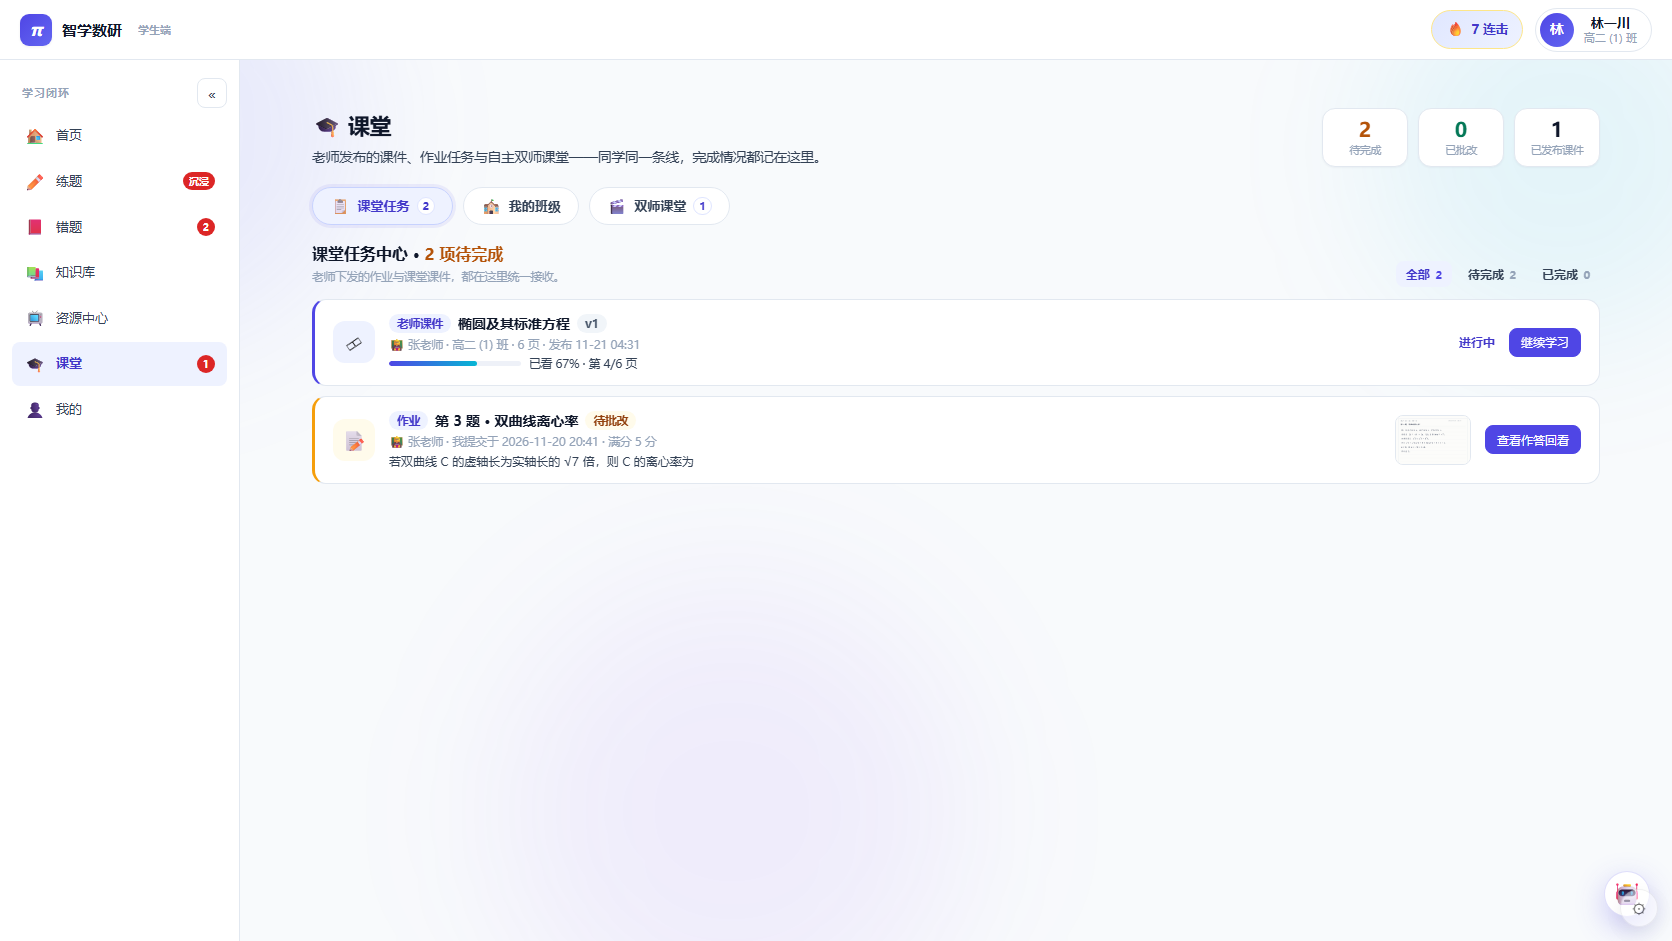 π 智学数研 学生端
🔥 7 连击
林 林一川
高二 (1) 班
学习闭环 «
首页
练题 沉浸
错题 2
知识库
资源中心
课堂 1
我的
课堂
老师发布的课件、作业任务与自主双师课堂——同学同一条线，完成情况都记在这里。
2 待完成
0 已批改
1 已发布课件
课堂任务 2
我的班级
双师课堂 1
课堂任务中心 • 2 项待完成
老师下发的作业与课堂课件，都在这里统一接收。
全部 2 待完成 2 已完成 0
老师课件 椭圆及其标准方程 v1
张老师 · 高二 (1) 班 · 6 页 · 发布 11-21 04:31
已看 67% · 第 4/6 页
进行中 继续学习
作业 第 3 题 • 双曲线离心率 待批改
张老师 · 我提交于 2026-11-20 20:41 · 满分 5 分
若双曲线 C 的虚轴长为实轴长的 √7 倍，则 C 的离心率为
查看作答回看